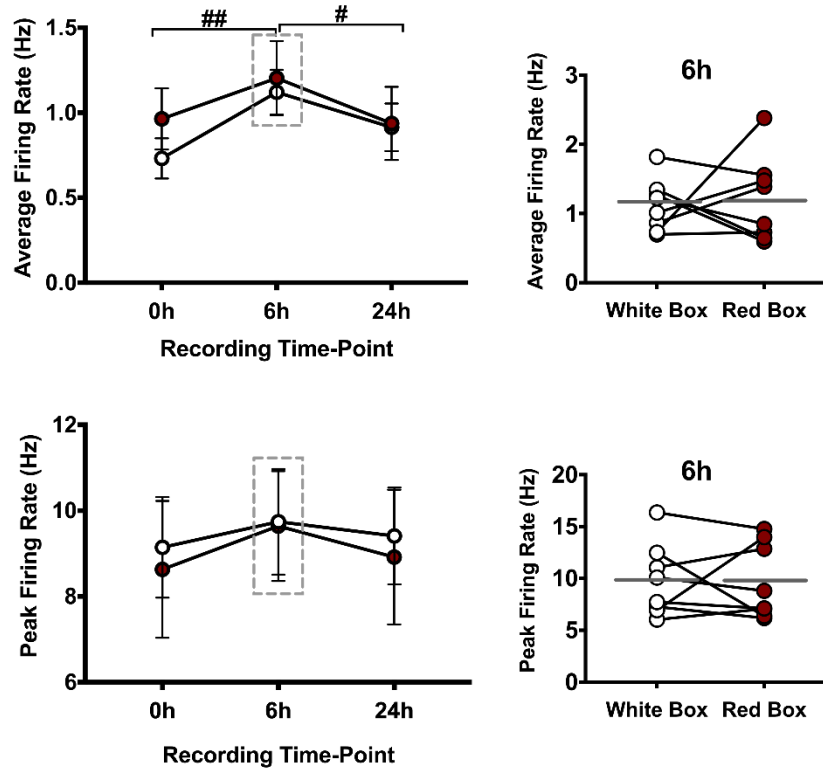 ##
#
Average Firing Rate (Hz)
1.5
1.0
0.5
0.0
0h
6h
24h
Recording Time-Point
6h
Average Firing Rate (Hz)
3
2
1
0
White Box
Red Box
Peak Firing Rate (Hz)
12
10
8
6
0h
6h
24h
Recording Time-Point
6h
Peak Firing Rate (Hz)
20
15
10
5
0
White Box
Red Box